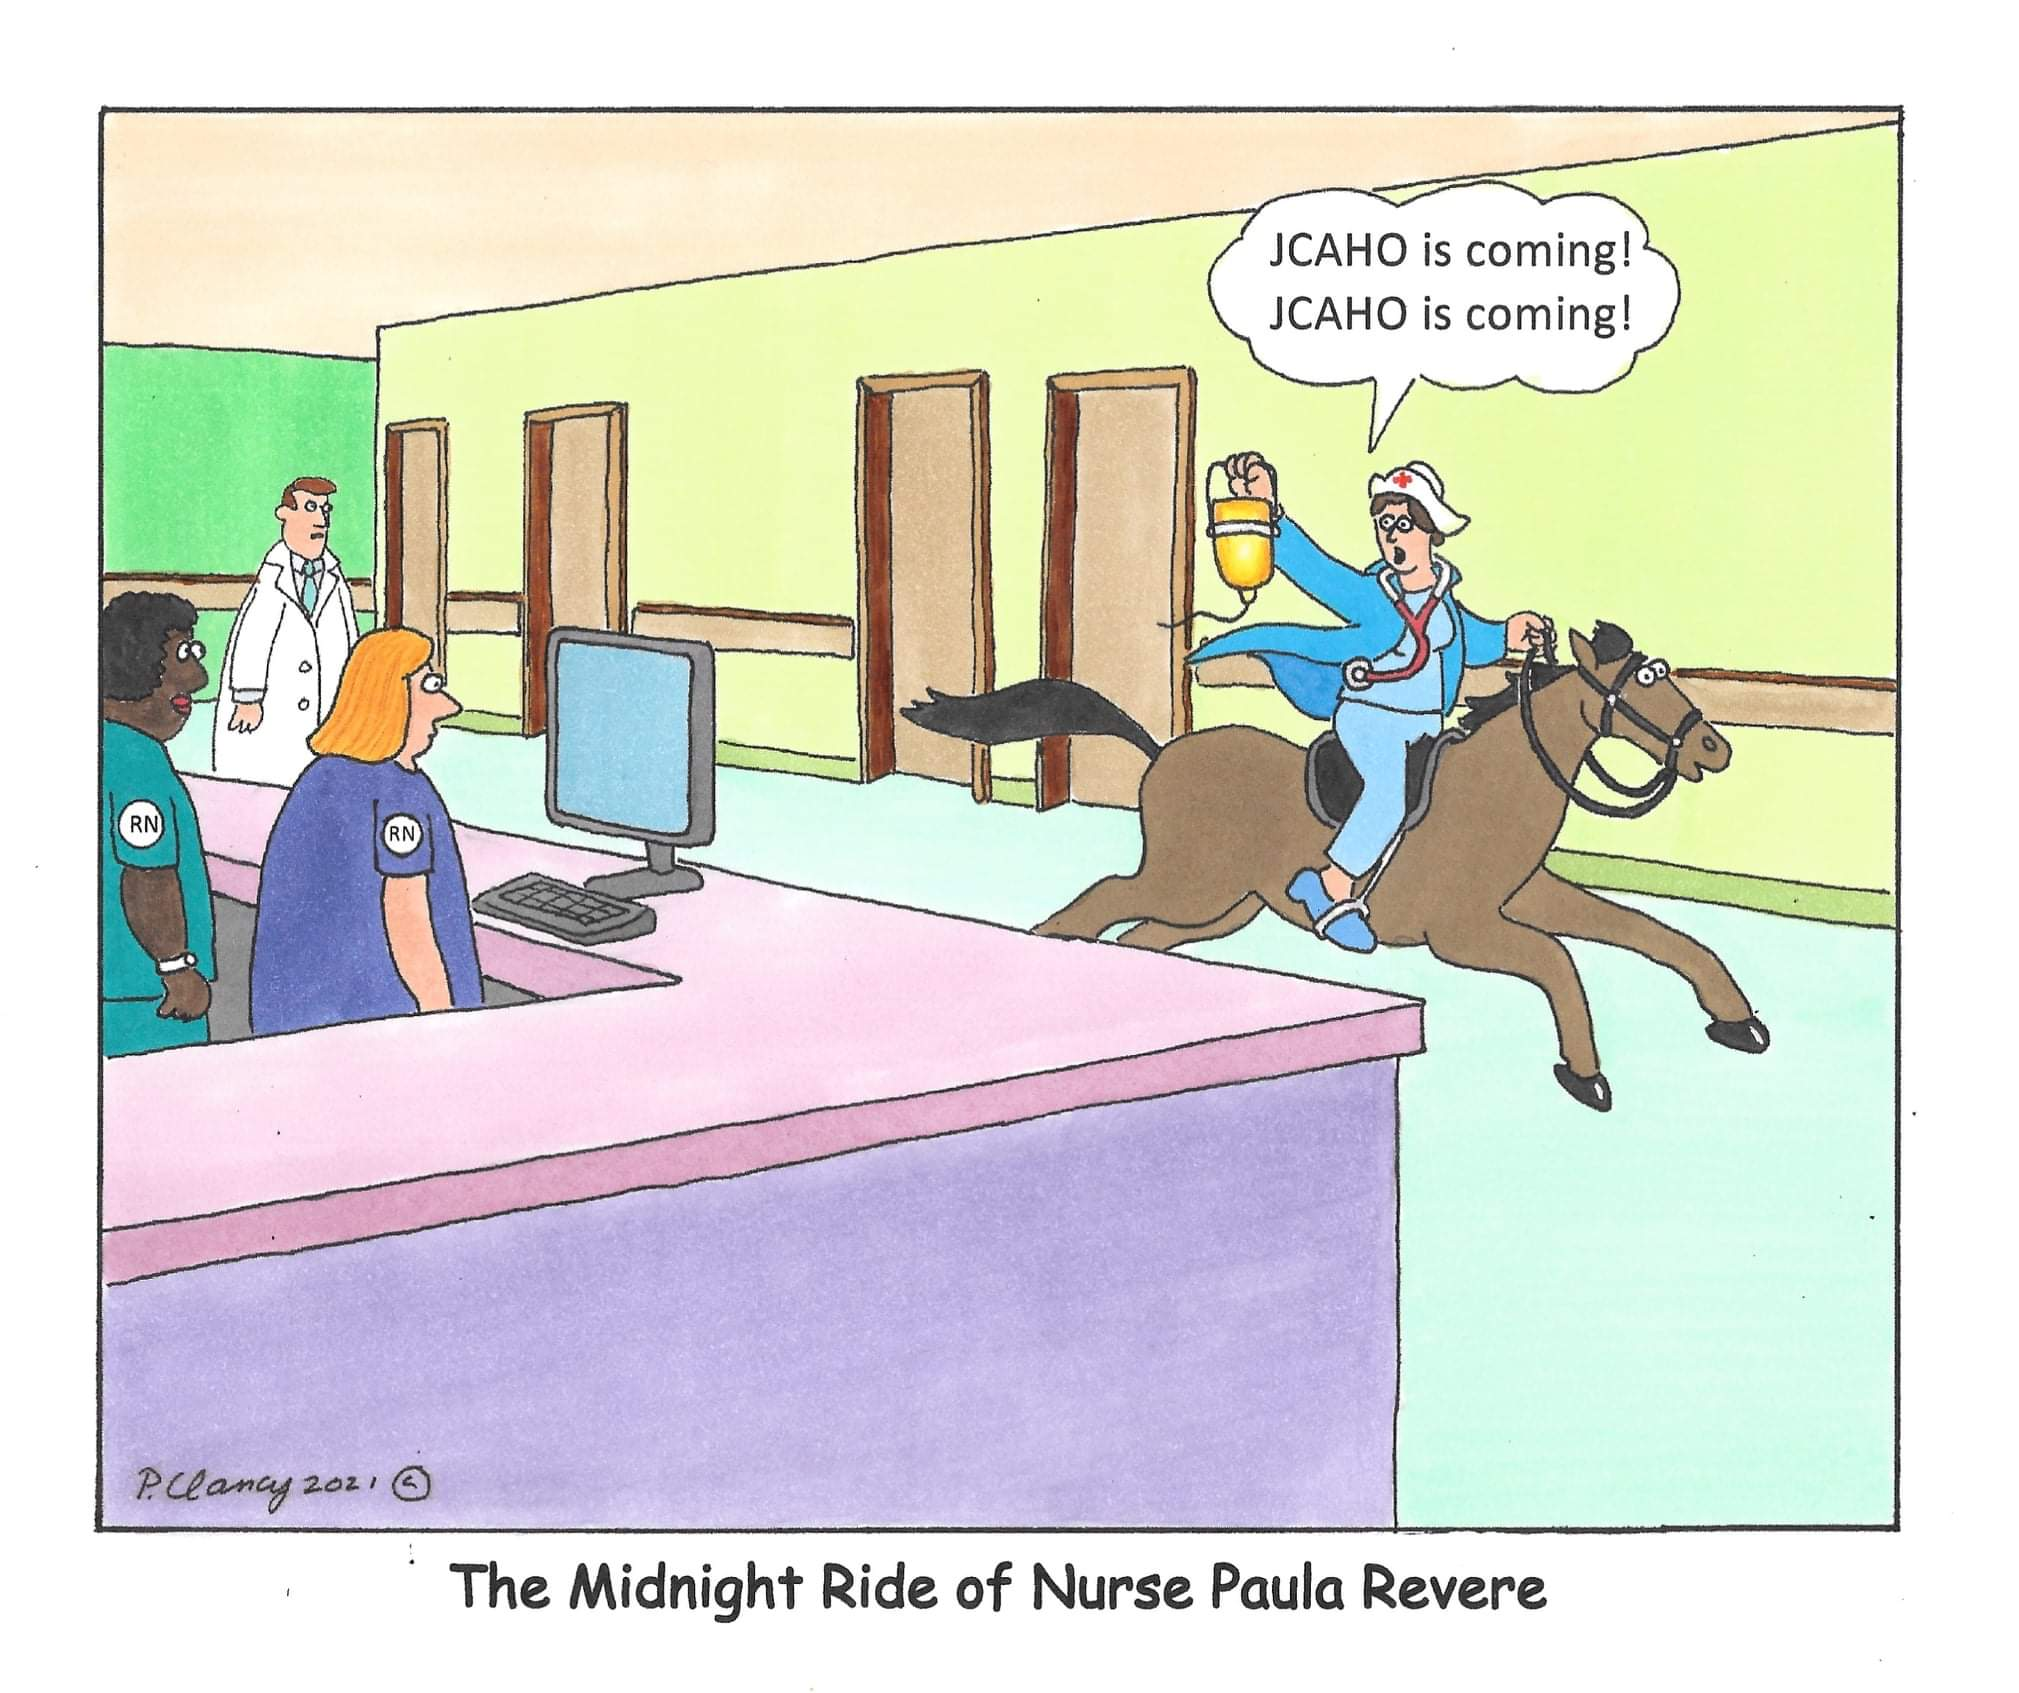 JCAHO is coming!
JCAHO is coming!
RN
RN
P. Clancy 2021 ©
The Midnight Ride of Nurse Paula Revere